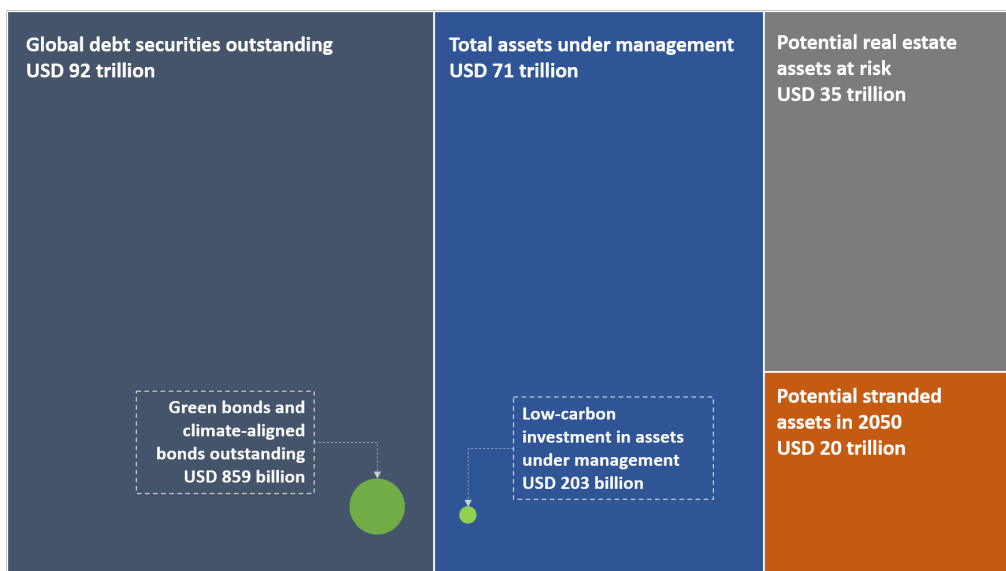 Global debt securities outstanding
USD 92 trillion
Total assets under management
USD 71 trillion
Potential real estate
assets at risk
USD 35 trillion
Green bonds and
climate-aligned
bonds outstanding
USD 859 billion
Low-carbon
investment in assets
under management
USD 203 billion
Potential stranded
assets in 2050
USD 20 trillion